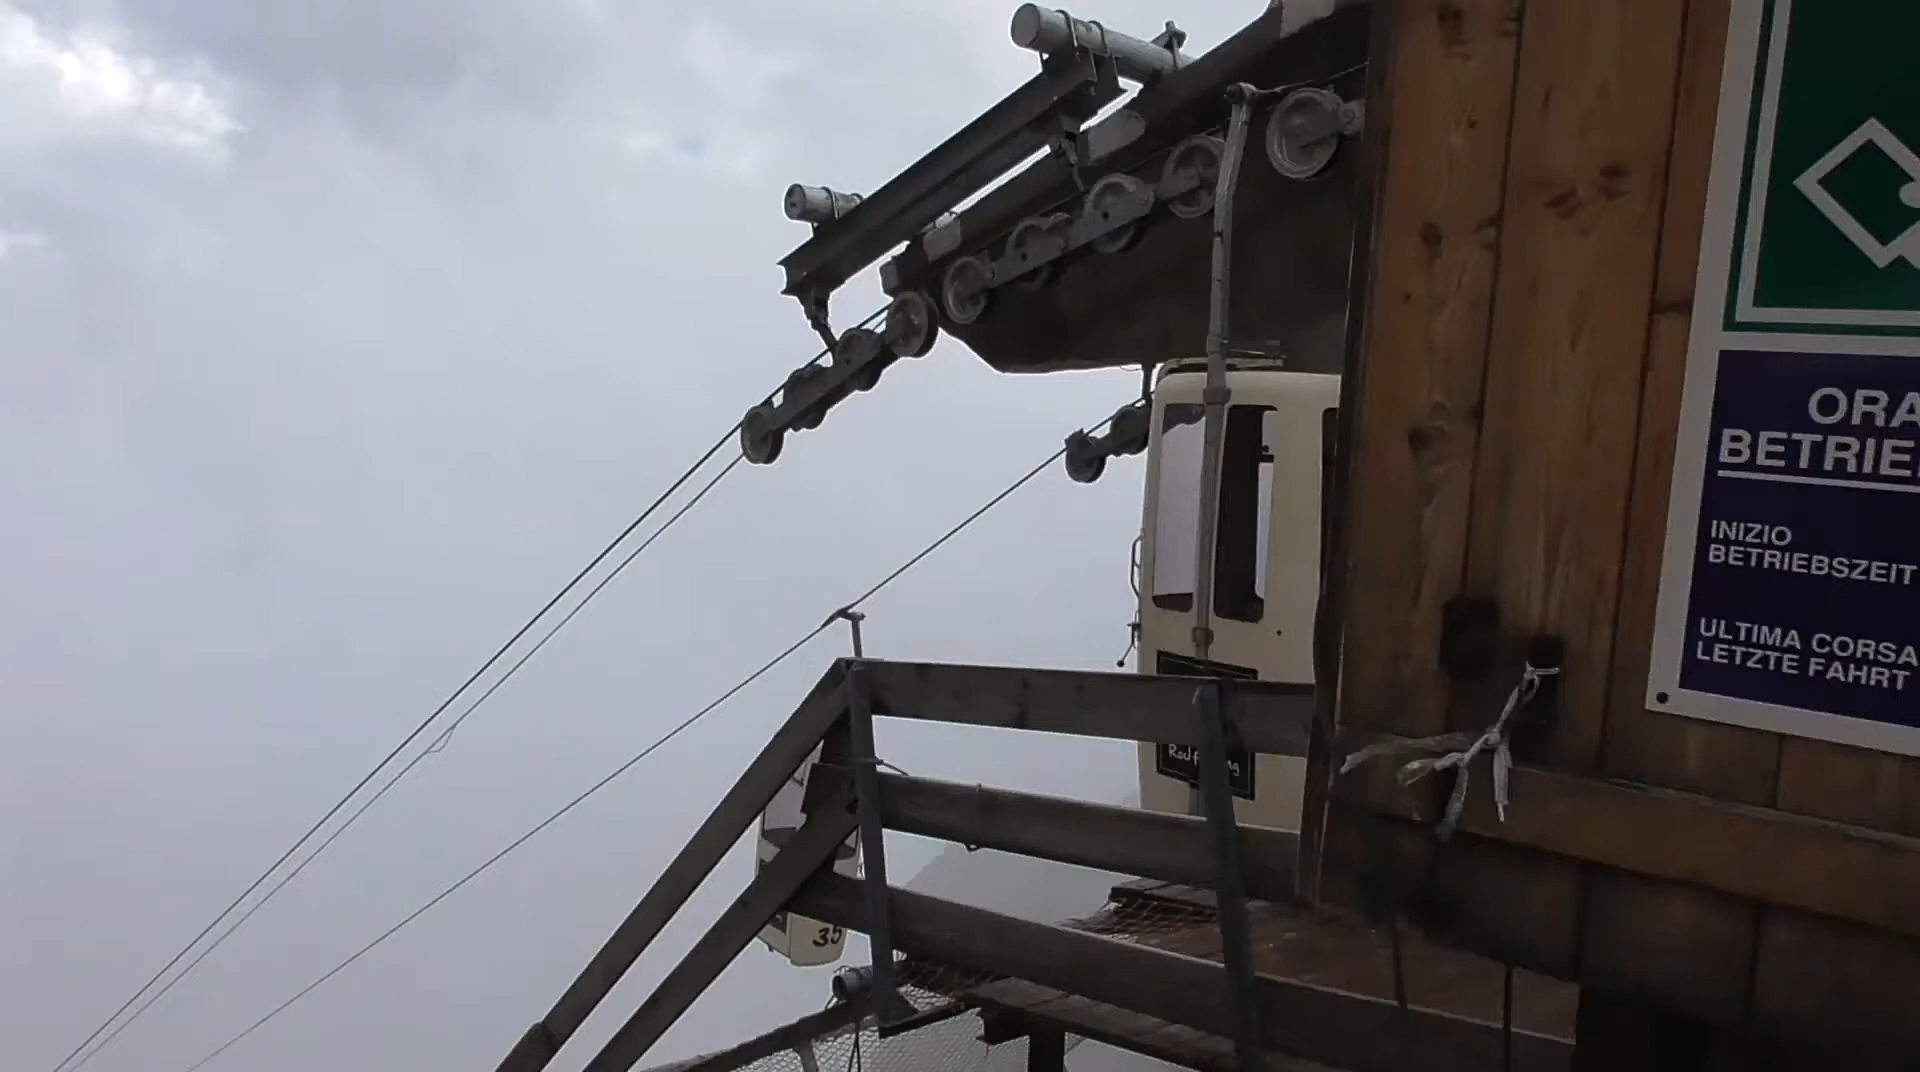 ORA
BETRIE
INIZIO
BETRIEBSZEIT
ULTIMA CORSA
LETZTE FAHRT
35